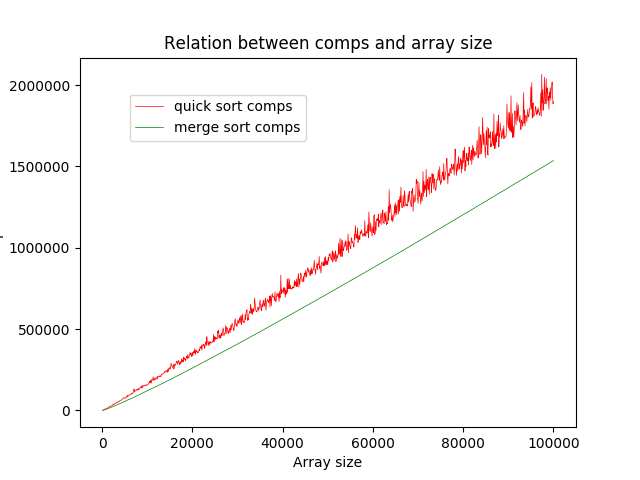 Relation between comps and array size
2000000
quick sort comps
merge sort comps
1500000
1000000
500000
0
0 20000 40000 60000 80000 100000
Array size